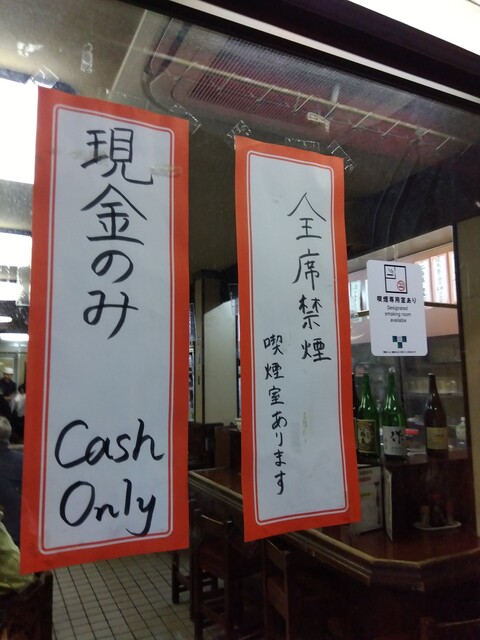 現金のみ
Cash
Only
全席禁煙
喫煙室あります
喫煙専用室あり
Designated
smoking room
available